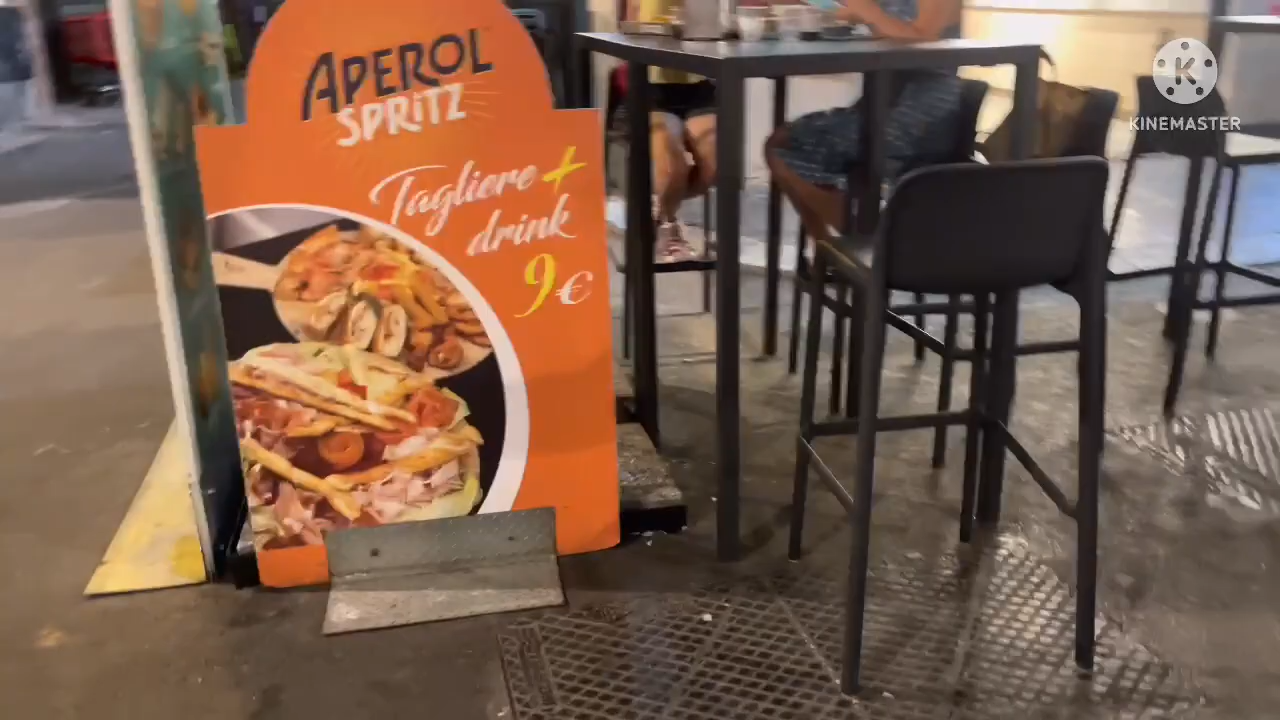 APEROL
SPRITZ
Tagliere +
drink
9€
KINEMASTER